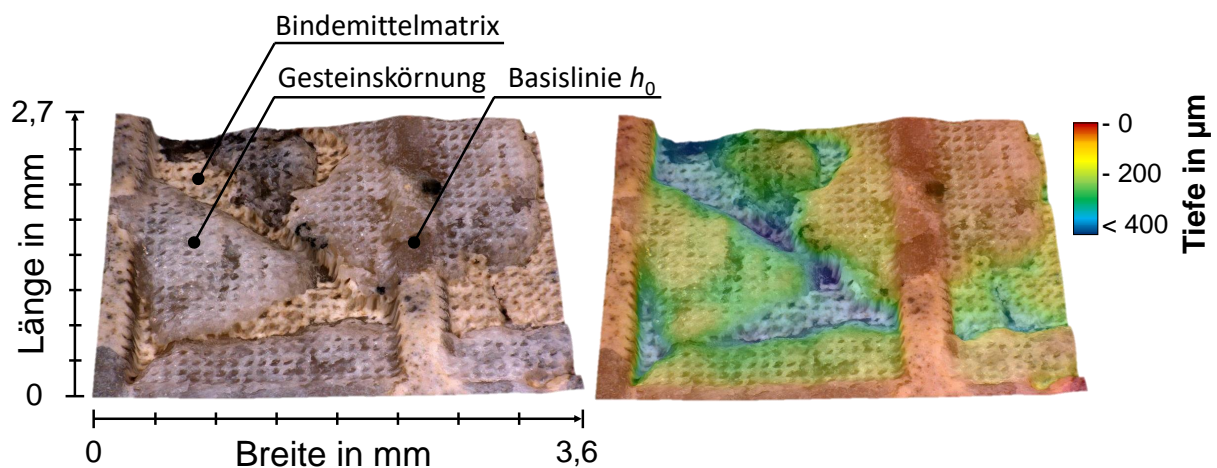 Bindemittelmatrix
Gesteinskörnung
Basislinie h0
2,7
Länge in mm
0
0
Breite in mm
3,6
- 0
- 200
< 400
Tiefe in µm